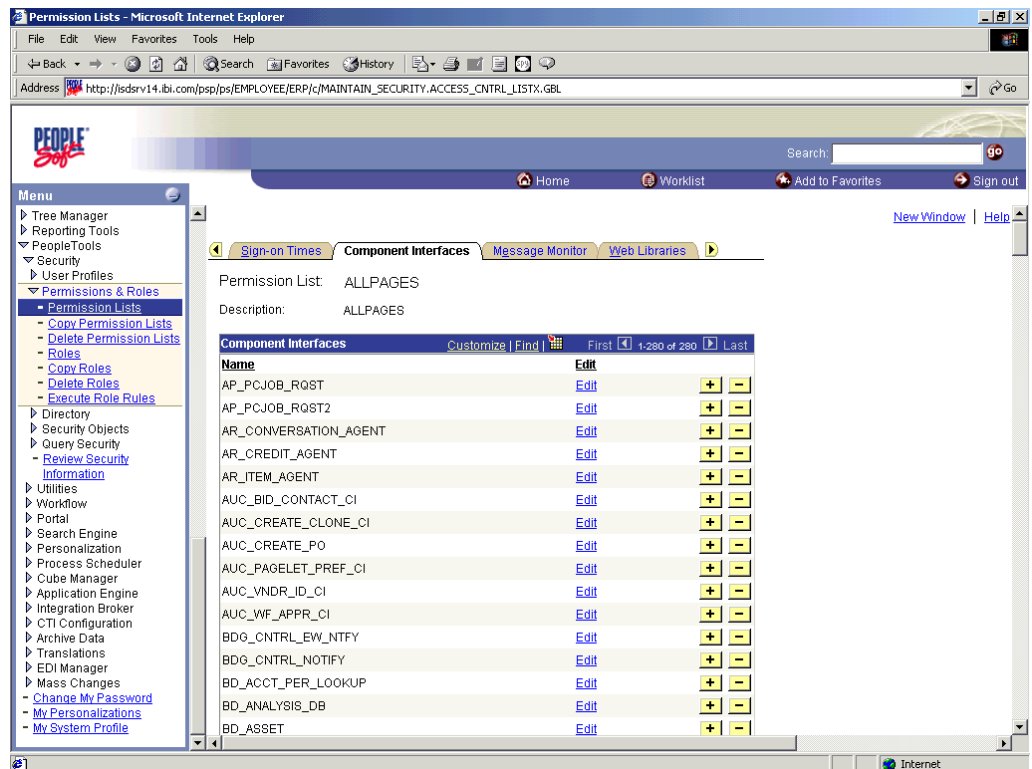 Permission Lists - Microsoft Internet Explorer
File Edit View Favorites Tools Help
Back Search Favorites History
Address http://isdsrv14.ibi.com/psp/ps/EMPLOYEE/ERP/c/MAINTAIN_SECURITY.ACCESS_CNTRL_LISTX.GBL Go
PEOPLE Soft
Search: go
Home Worklist Add to Favorites Sign out
Menu
Tree Manager
Reporting Tools
PeopleTools
Security
User Profiles
Permissions & Roles
- Permission Lists
- Copy Permission Lists
- Delete Permission Lists
- Roles
- Copy Roles
- Delete Roles
- Execute Role Rules
Directory
Security Objects
Query Security
- Review Security
Information
Utilities
Workflow
Portal
Search Engine
Personalization
Process Scheduler
Cube Manager
Application Engine
Integration Broker
CTI Configuration
Archive Data
Translations
EDI Manager
Mass Changes
- Change My Password
- My Personalizations
- My System Profile
New Window | Help
Sign-on Times Component Interfaces Message Monitor Web Libraries
Permission List: ALLPAGES
Description: ALLPAGES
Component Interfaces Customize | Find | First 1-280 of 280 Last
Name Edit
AP_PCJOB_RQST Edit + -
AP_PCJOB_RQST2 Edit + -
AR_CONVERSATION_AGENT Edit + -
AR_CREDIT_AGENT Edit + -
AR_ITEM_AGENT Edit + -
AUC_BID_CONTACT_CI Edit + -
AUC_CREATE_CLONE_CI Edit + -
AUC_CREATE_PO Edit + -
AUC_PAGELET_PREF_CI Edit + -
AUC_VNDR_ID_CI Edit + -
AUC_WF_APPR_CI Edit + -
BDG_CNTRL_EW_NTFY Edit + -
BDG_CNTRL_NOTIFY Edit + -
BD_ACCT_PER_LOOKUP Edit + -
BD_ANALYSIS_DB Edit + -
BD_ASSET Edit + -
Internet